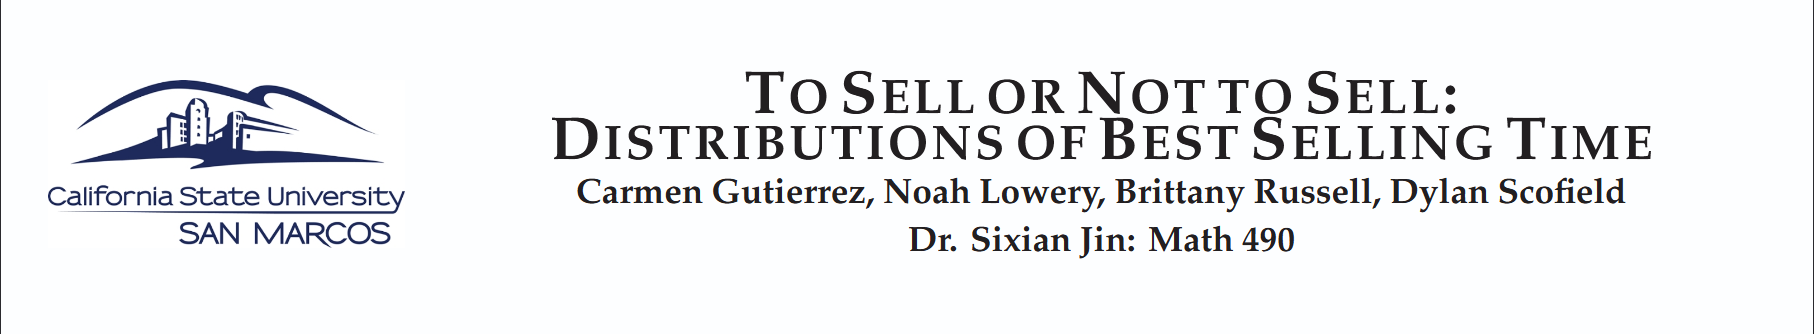 California State University
SAN MARCOS
TO SELL OR NOT TO SELL:
DISTRIBUTIONS OF BEST SELLING TIME
Carmen Gutierrez, Noah Lowery, Brittany Russell, Dylan Scofield
Dr. Sixian Jin: Math 490